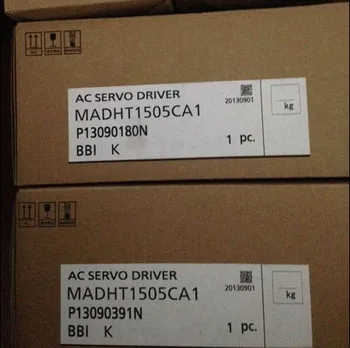 AC SERVO DRIVER
20130901
MADHT1505CA1
kg
P13090180N
BBI K
1 pc.
AC SERVO DRIVER
20130901
MADHT1505CA1
kg
P13090391N
BBI K
1 pc.